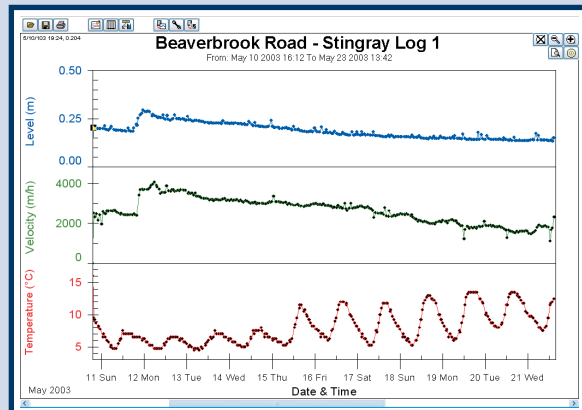 5/10/103 19:24, 0.204
Beaverbrook Road - Stingray Log 1
From: May 10 2003 16:12 To May 23 2003 13:42
Level (m)
0.50
0.25
0.00
Velocity (m/h)
4000
2000
0
Temperature (°C)
15
10
5
11 Sun 12 Mon 13 Tue 14 Wed 15 Thu 16 Fri 17 Sat 18 Sun 19 Mon 20 Tue 21 Wed
May 2003
Date & Time